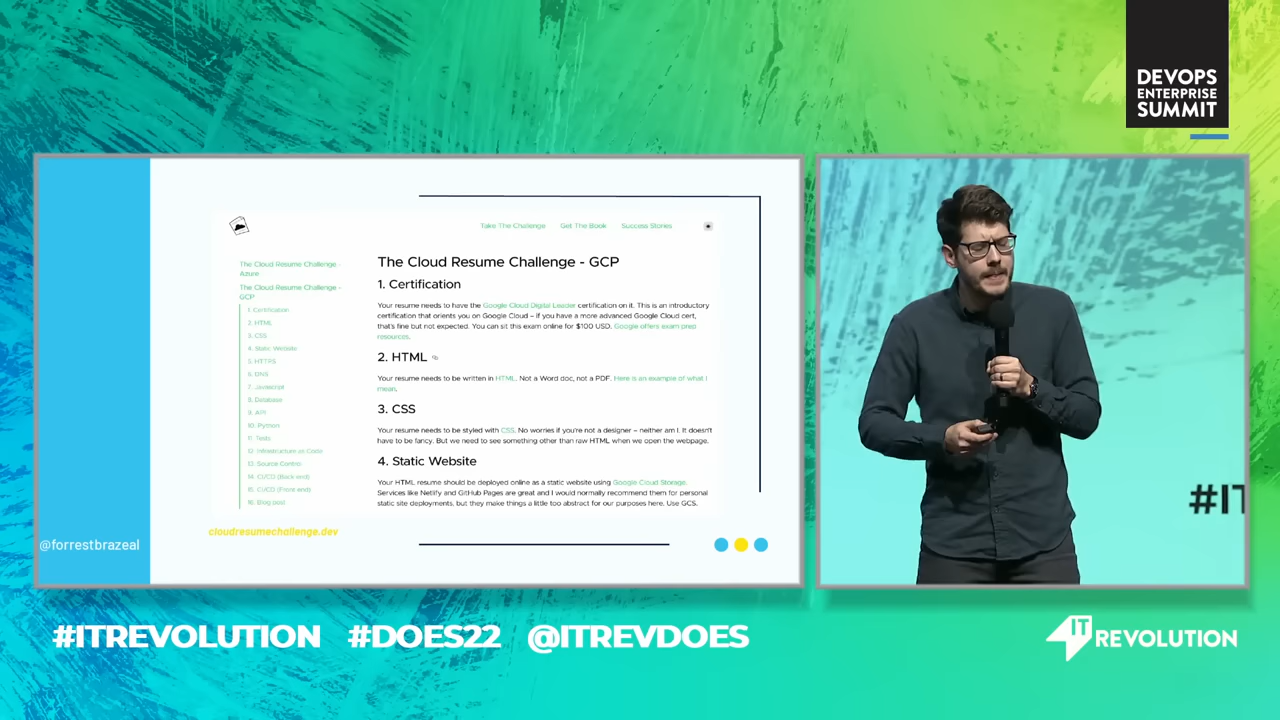 DEVOPS
ENTERPRISE
SUMMIT
Take The Challenge Get The Book Success Stories
The Cloud Resume Challenge -
Azure
The Cloud Resume Challenge -
GCP
1. Certification
2. HTML
3. CSS
4. Static Website
5. HTTPS
6. DNS
7. Javascript
8. Database
9. API
10. Python
11. Tests
12. Infrastructure as Code
13. Source Control
14. CI/CD (Back end)
15. CI/CD (Front end)
16. Blog post
The Cloud Resume Challenge - GCP
1. Certification
Your resume needs to have the Google Cloud Digital Leader certification on it. This is an introductory
certification that orients you on Google Cloud – if you have a more advanced Google Cloud cert,
that's fine but not expected. You can sit this exam online for $100 USD. Google offers exam prep
resources.
2. HTML
Your resume needs to be written in HTML. Not a Word doc, not a PDF. Here is an example of what I
mean.
3. CSS
Your resume needs to be styled with CSS. No worries if you're not a designer – neither am I. It doesn't
have to be fancy. But we need to see something other than raw HTML when we open the webpage.
4. Static Website
Your HTML resume should be deployed online as a static website using Google Cloud Storage.
Services like Netlify and GitHub Pages are great and I would normally recommend them for personal
static site deployments, but they make things a little too abstract for our purposes here. Use GCS.
cloudresumechallenge.dev
@forrestbrazeal
#IT
#ITREVOLUTION #DOES22 @ITREVDOES
IT REVOLUTION